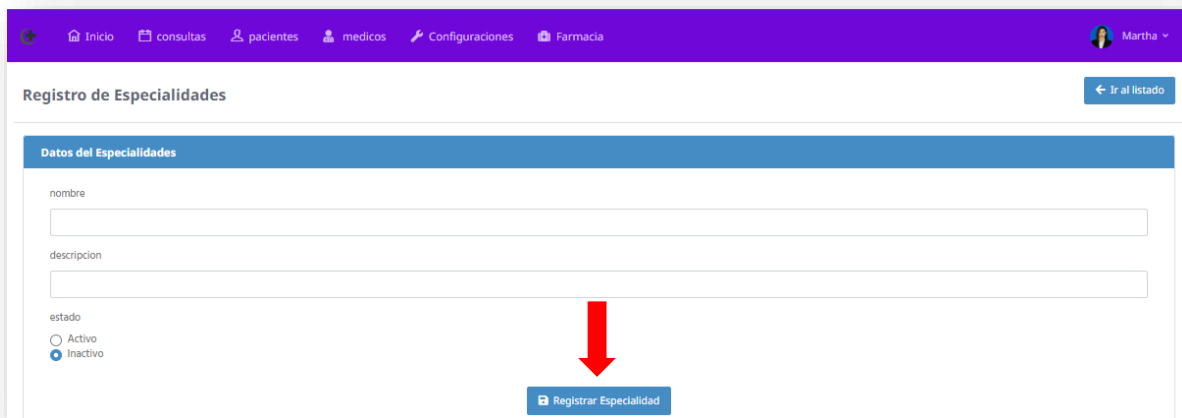 Inicio consultas pacientes medicos Configuraciones Farmacia Martha
Registro de Especialidades
Ir al listado
Datos del Especialidades
nombre
descripcion
estado
Activo
Inactivo
Registrar Especialidad